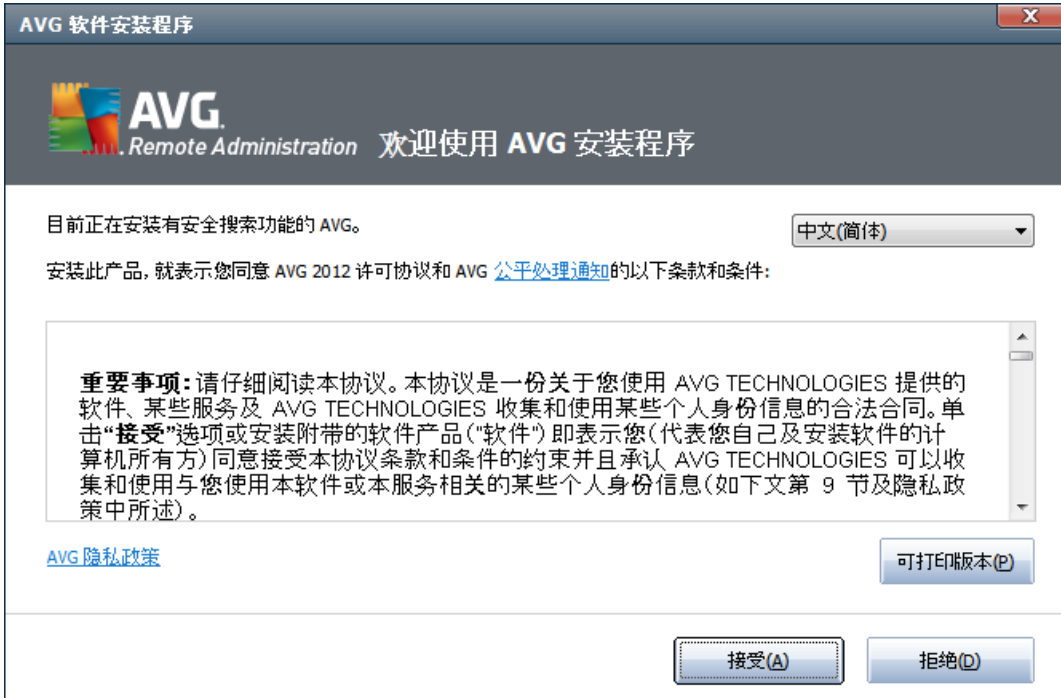 AVG 软件安装程序
AVG.
Remote Administration 欢迎使用 AVG 安装程序
目前正在安装有安全搜索功能的 AVG。
中文(简体)
安装此产品, 就表示您同意 AVG 2012 许可协议和 AVG 公平处理通知的以下条款和条件:
重要事项: 请仔细阅读本协议。本协议是一份关于您使用 AVG TECHNOLOGIES 提供的
软件、某些服务及 AVG TECHNOLOGIES 收集和使用某些个人身份信息的合法合同。单
击“接受”选项或安装附带的软件产品("软件") 即表示您(代表您自己及安装软件的计
算机所有方) 同意接受本协议条款和条件的约束并且承认 AVG TECHNOLOGIES 可以收
集和使用与您使用本软件或本服务相关的某些个人身份信息(如下文第 9 节及隐私政
策中所述) 。
AVG 隐私政策
可打印版本(P)
接受(A)
拒绝(D)